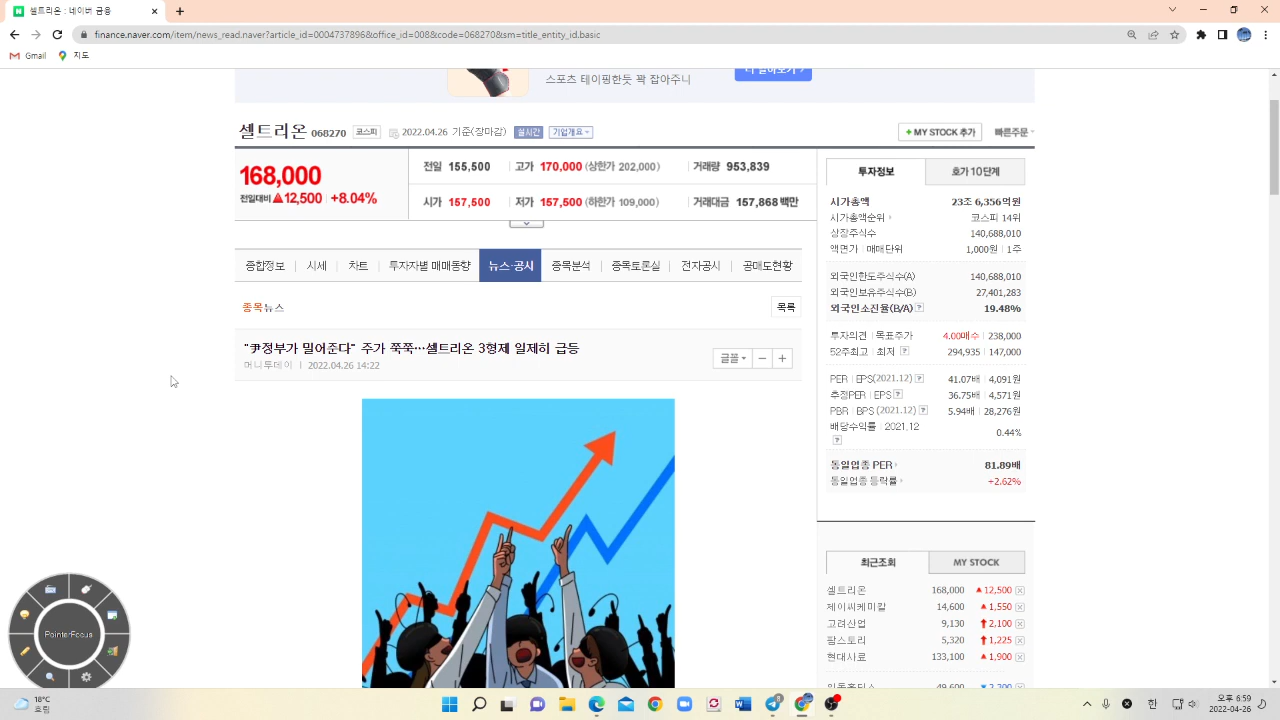 셀트리온 : 네이버 금융
finance.naver.com/item/news_read.naver?article_id=0004737896&office_id=008&code=068270&sm=title_entity_id.basic
Gmail 지도
스포츠 테이핑한듯 꽉 잡아주니
셀트리온 068270 코스피 2022.04.26 기준(장마감) 실시간 기업개요
+ MY STOCK 추가 빠른주문
168,000
전일대비 ▲12,500 +8.04%
전일 155,500 고가 170,000 (상한가 202,000) 거래량 953,839
시가 157,500 저가 157,500 (하한가 109,000) 거래대금 157,868 백만
종합정보 시세 차트 투자자별 매매동향 뉴스·공시 종목분석 종목토론실 전자공시 공매도현황
종목뉴스 목록
"尹정부가 밀어준다" 주가 쭉쭉…셀트리온 3형제 일제히 급등
머니투데이 2022.04.26 14:22
글꼴 − +
투자정보 호가 10단계
시가총액 23조 6,356억원
시가총액순위 코스피 14위
상장주식수 140,688,010
액면가 매매단위 1,000원 1주
외국인한도주식수(A) 140,688,010
외국인보유주식수(B) 27,401,283
외국인소진율(B/A) ? 19.48%
투자의견 목표주가 4.00매수 238,000
52주최고 최저 ? 294,935 147,000
PER EPS(2021.12) ? 41.07배 4,091원
추정PER EPS ? 36.75배 4,571원
PBR BPS (2021.12) ? 5.94배 28,276원
배당수익률 2021.12 ? 0.44%
동일업종 PER 81.89배
동일업종 등락률 +2.62%
최근조회 MY STOCK
셀트리온 168,000 ▲12,500
제이씨케미칼 14,600 ▲1,550
고려산업 9,130 ↑2,100
팜스토리 5,320 ↑1,225
현대사료 133,100 ▲1,900
PointerFocus
18°C
흐림
한
오후 6:59
2022-04-26